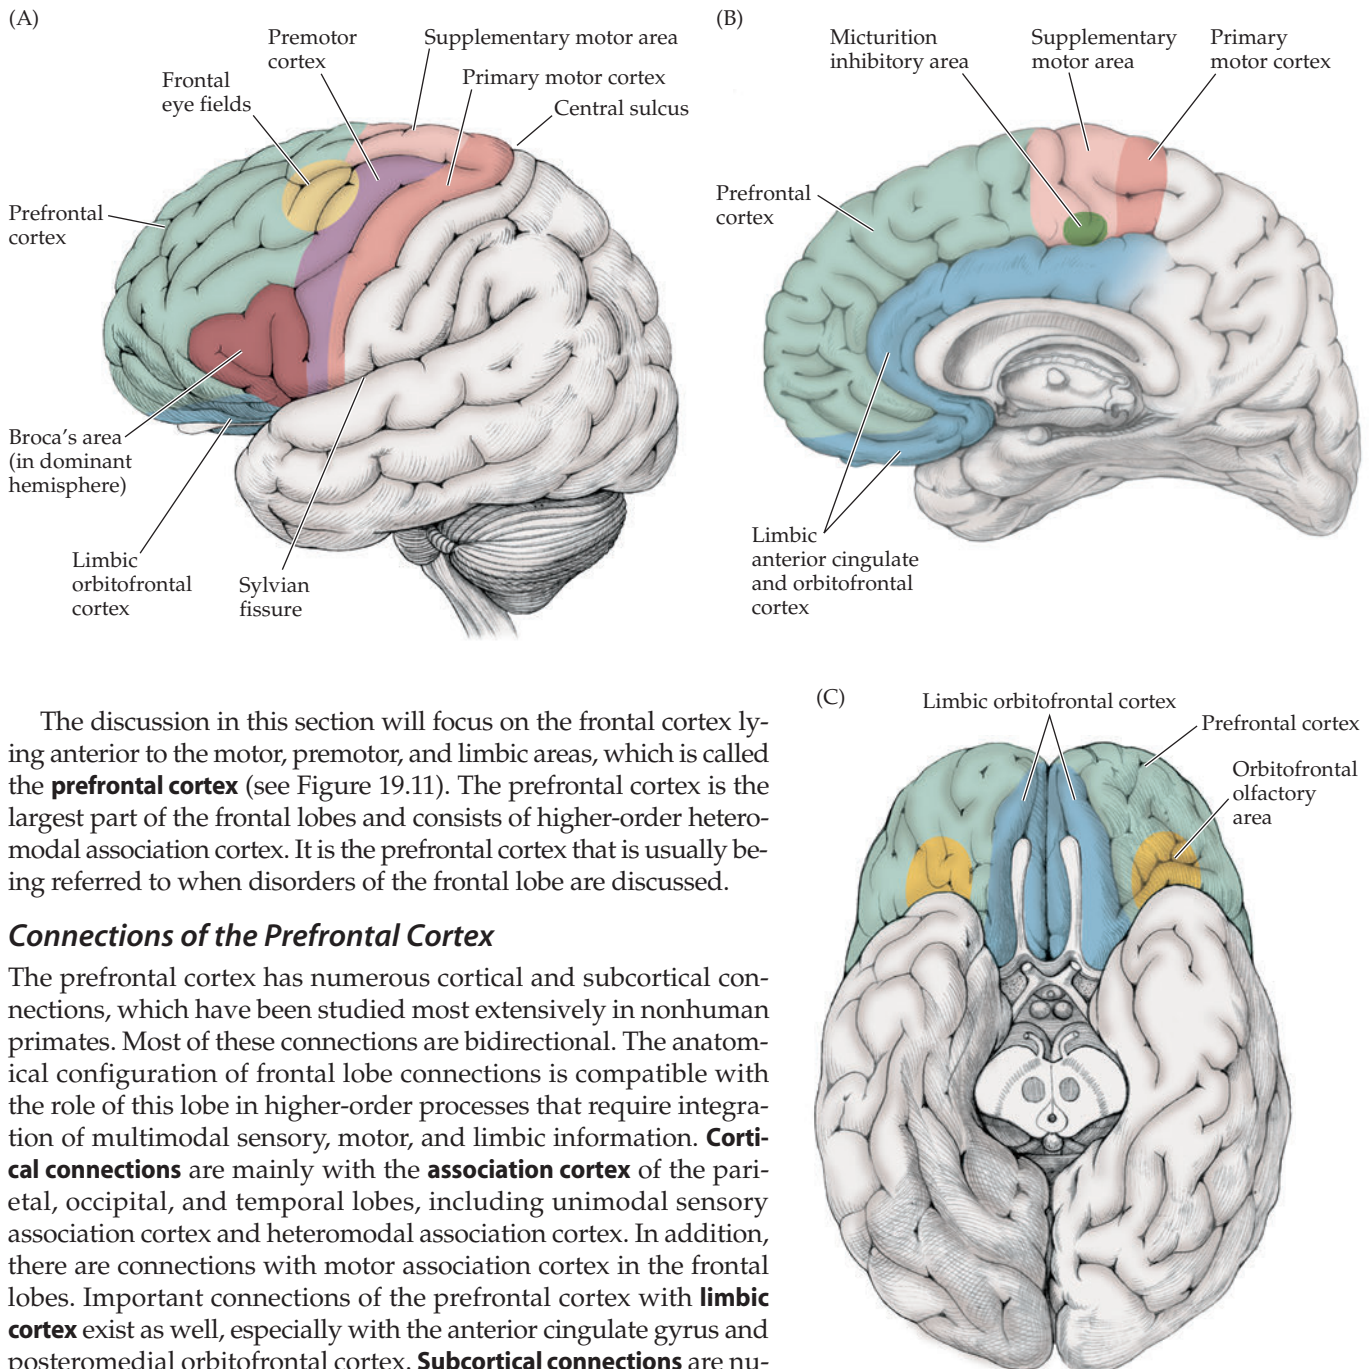 (A)
Premotor
cortex
Supplementary motor area
Frontal
eye fields
Primary motor cortex
Central sulcus
Prefrontal
cortex
Broca's area
(in dominant
hemisphere)
Limbic
orbitofrontal
cortex
Sylvian
fissure
(B)
Micturition
inhibitory area
Supplementary
motor area
Primary
motor cortex
Prefrontal
cortex
Limbic
anterior cingulate
and orbitofrontal
cortex
The discussion in this section will focus on the frontal cortex ly-
ing anterior to the motor, premotor, and limbic areas, which is called
the prefrontal cortex (see Figure 19.11). The prefrontal cortex is the
largest part of the frontal lobes and consists of higher-order hetero-
modal association cortex. It is the prefrontal cortex that is usually be-
ing referred to when disorders of the frontal lobe are discussed.
Connections of the Prefrontal Cortex
The prefrontal cortex has numerous cortical and subcortical con-
nections, which have been studied most extensively in nonhuman
primates. Most of these connections are bidirectional. The anatom-
ical configuration of frontal lobe connections is compatible with
the role of this lobe in higher-order processes that require integra-
tion of multimodal sensory, motor, and limbic information. Corti-
cal connections are mainly with the association cortex of the pari-
etal, occipital, and temporal lobes, including unimodal sensory
association cortex and heteromodal association cortex. In addition,
there are connections with motor association cortex in the frontal
lobes. Important connections of the prefrontal cortex with limbic
cortex exist as well, especially with the anterior cingulate gyrus and
posteromedial orbitofrontal cortex. Subcortical connections are nu-
(C)
Limbic orbitofrontal cortex
Prefrontal cortex
Orbitofrontal
olfactory
area